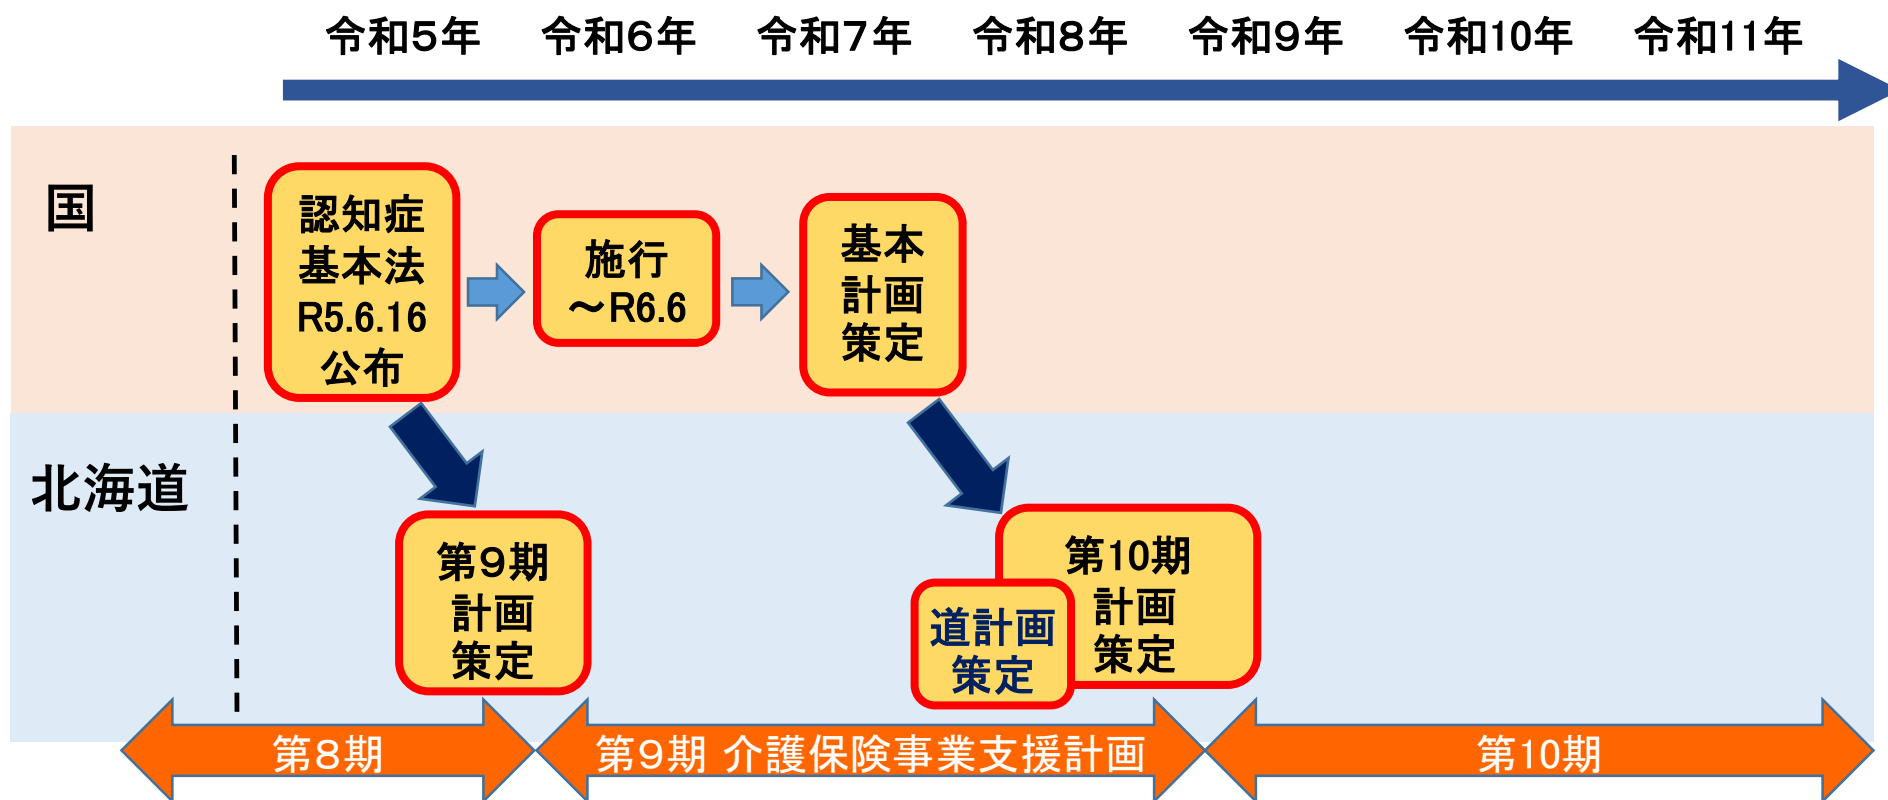 令和5年 令和6年 令和7年 令和8年 令和9年 令和10年 令和11年
国
認知症
基本法
R5.6.16
公布
施行
～R6.6
基本
計画
策定
北海道
第9期
計画
策定
道計画
策定
第10期
計画
策定
第8期
第9期 介護保険事業支援計画
第10期